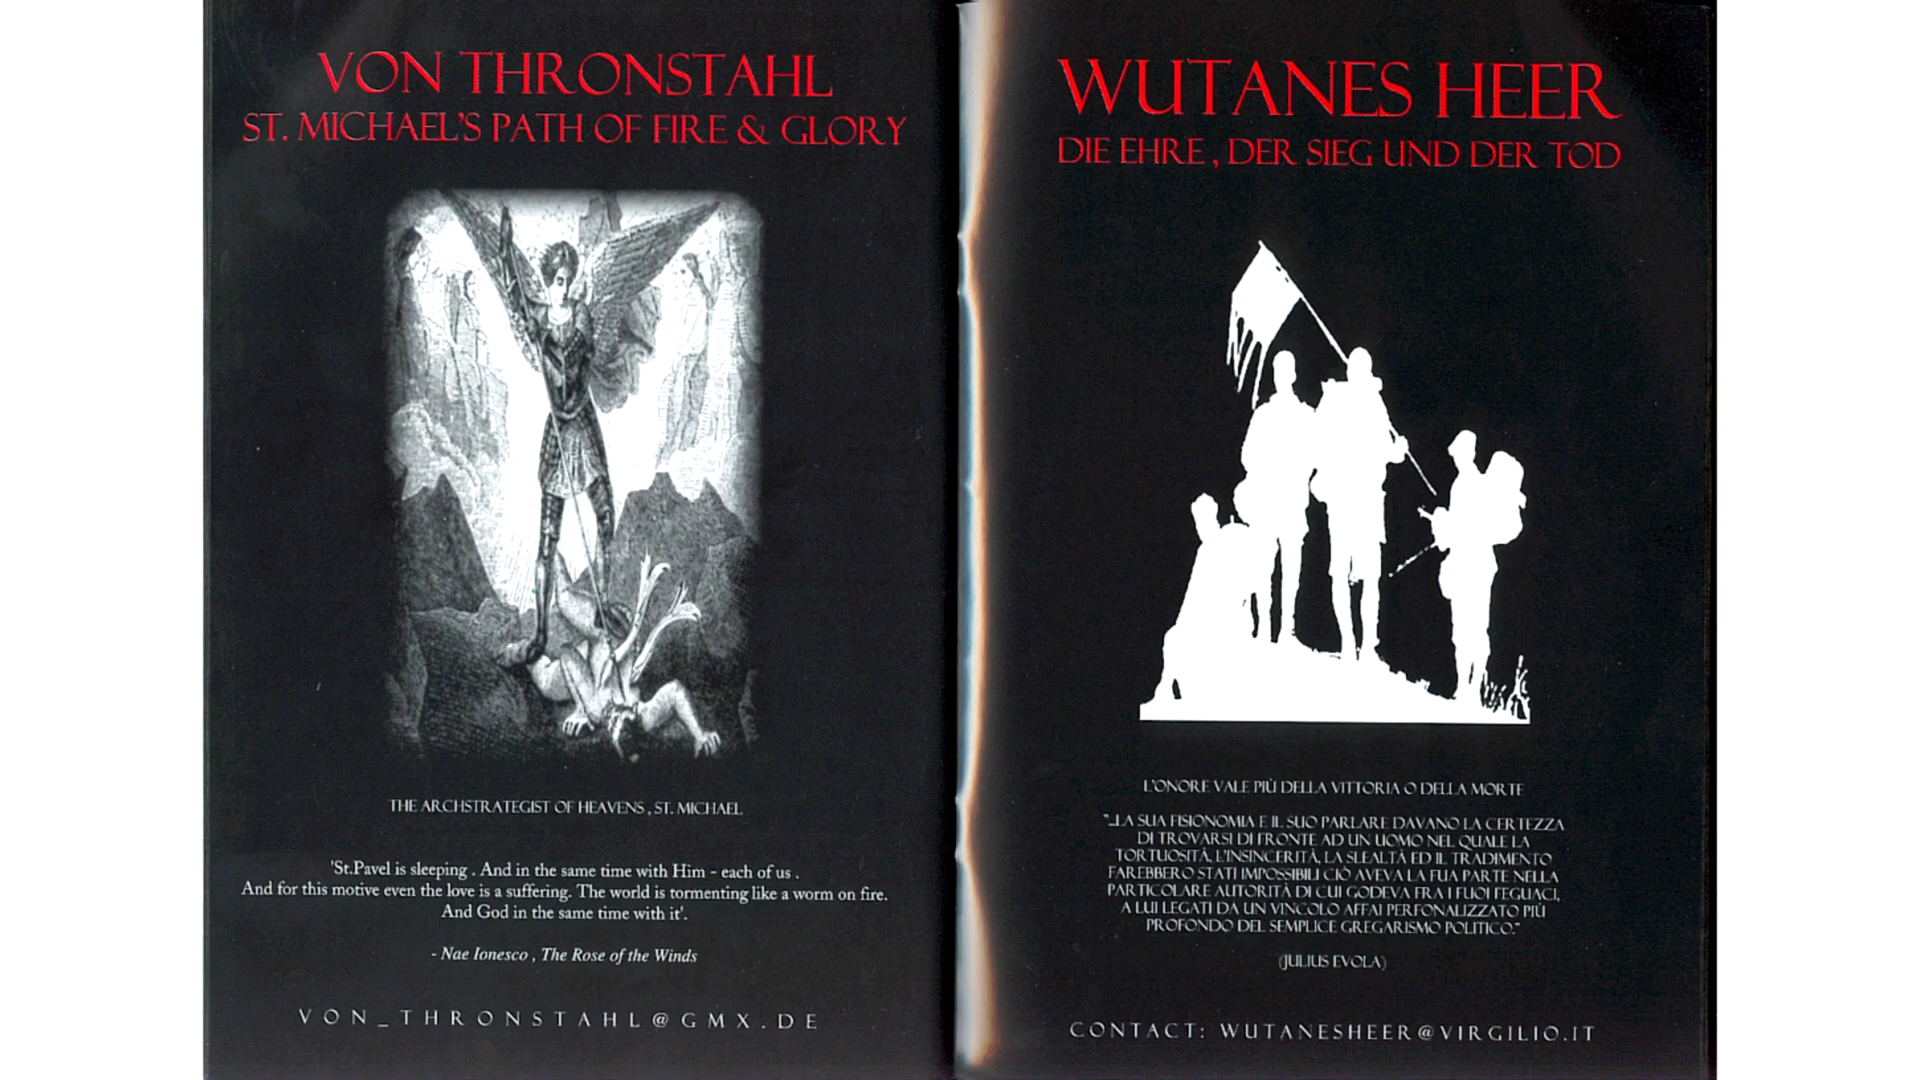 VON THRONSTAHL
ST. MICHAEL'S PATH OF FIRE & GLORY
THE ARCHSTRATEGIST OF HEAVENS , ST. MICHAEL
'St.Pavel is sleeping . And in the same time with Him - each of us .
And for this motive even the love is a suffering. The world is tormenting like a worm on fire.
And God in the same time with it'.
- Nae Ionesco , The Rose of the Winds
VON_THRONSTAHL@GMX.DE
WUTANES HEER
DIE EHRE , DER SIEG UND DER TOD
L'ONORE VALE PIÙ DELLA VITTORIA O DELLA MORTE
"...LA SUA FISIONOMIA E IL SUO PARLARE DAVANO LA CERTEZZA
DI TROVARSI DI FRONTE AD UN UOMO NEL QUALE LA
TORTUOSITÀ, L'INSINCERITÀ, LA SLEALTÀ ED IL TRADIMENTO
FAREBBERO STATI IMPOSSIBILI CIÒ AVEVA LA FUA PARTE NELLA
PARTICOLARE AUTORITÀ DI CUI GODEVA FRA I FUOI FEGUACI,
A LUI LEGATI DA UN VINCOLO AFFAI PERFONALIZZATO PIÙ
PROFONDO DEL SEMPLICE GREGARISMO POLITICO."
(JULIUS EVOLA)
CONTACT: WUTANESHEER@VIRGILIO.IT